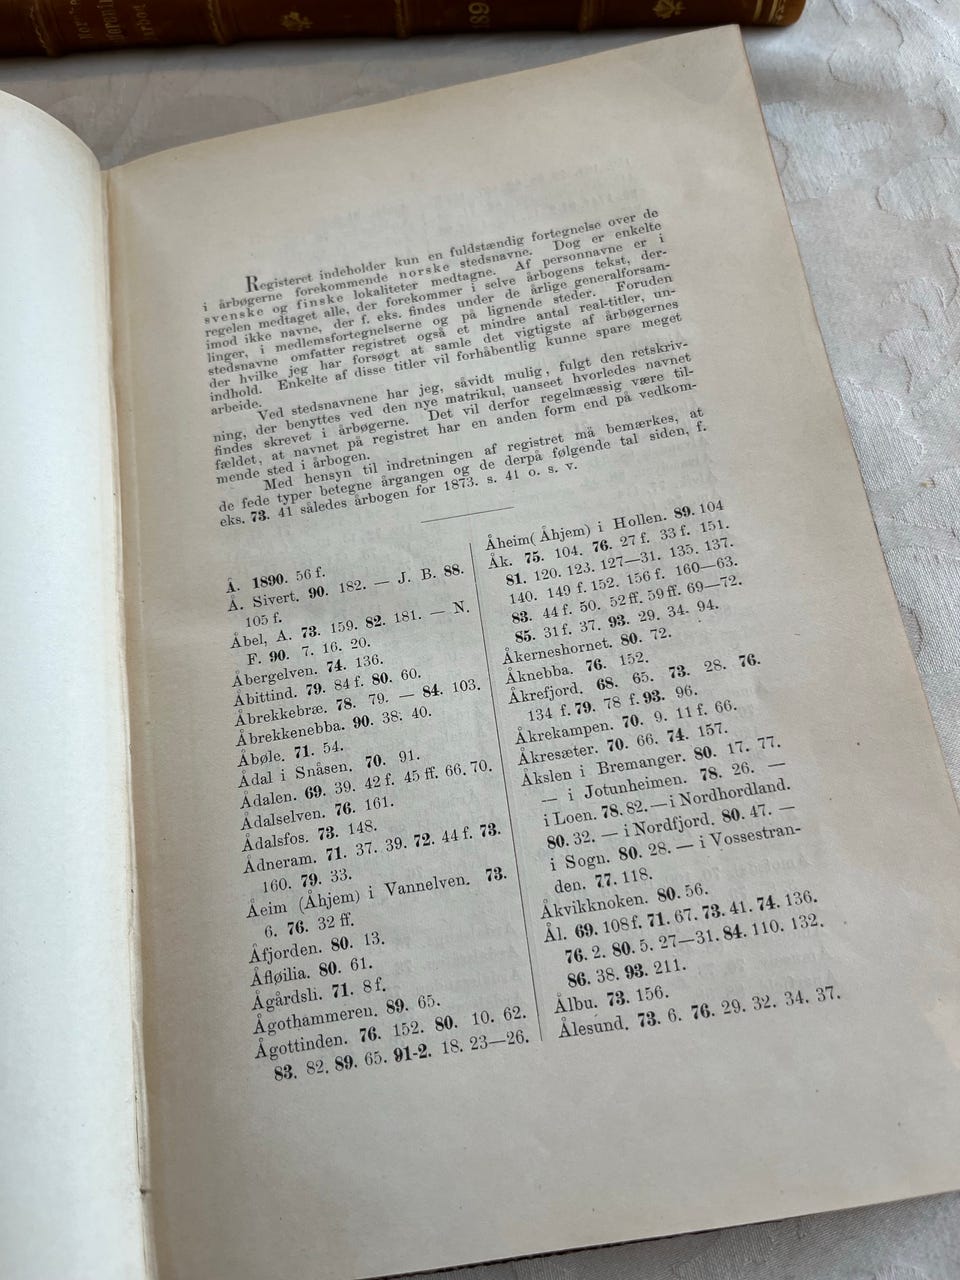 Registeret indeholder kun en fuldstændig fortegnelse over de
i årbøgerne forekommende norske stedsnavne. Dog er enkelte
svenske og finske lokaliteter medtagne. Af personnavne er i
regelen medtaget alle, der forekommer i selve årbogens tekst, der-
imod ikke navne, der f. eks. findes under de årlige generalforsam-
linger, i medlemsfortegnelserne og på lignende steder. Foruden
stedsnavne omfatter registret også et mindre antal real-titler, un-
der hvilke jeg har forsøgt at samle det vigtigste af årbøgernes
indhold. Enkelte af disse titler vil forhåbentlig kunne spare meget
arbeide.
Ved stedsnavnene har jeg, såvidt mulig, fulgt den retskriv-
ning, der benyttes ved den nye matrikul, uanseet hvorledes navnet
findes skrevet i årbøgerne. Det vil derfor regelmæssig være til-
fældet, at navnet på registret har en anden form end på vedkom-
mende sted i årbogen.
Med hensyn til indretningen af registret må bemærkes, at
de fede typer betegne årgangen og de derpå følgende tal siden, f.
eks. 73. 41 således årbogen for 1873. s. 41 o. s. v.
Å. 1890. 56 f.
Å. Sivert. 90. 182. — J. B. 88.
105 f.
Åbel, A. 73. 159. 82. 181. — N.
F. 90. 7. 16. 20.
Åbergelven. 74. 136.
Åbittind. 79. 84 f. 80. 60.
Åbrekkebræ. 78. 79. — 84. 103.
Åbrekkenebba. 90. 38. 40.
Åbøle. 71. 54.
Ådal i Snåsen. 70. 91.
Ådalen. 69. 39. 42 f. 45 ff. 66. 70.
Ådalselven. 76. 161.
Ådalsfos. 73. 148.
Ådneram. 71. 37. 39. 72. 44 f. 73.
160. 79. 33.
Åeim (Åhjem) i Vannelven. 73.
6. 76. 32 ff.
Åfjorden. 80. 13.
Åfløilia. 80. 61.
Ågårdsli. 71. 8 f.
Ågothammeren. 89. 65.
Ågottinden. 76. 152. 80. 10. 62.
83. 82. 89. 65. 91-2. 18. 23—26.
Åheim( Åhjem) i Hollen. 89. 104
Åk. 75. 104. 76. 27 f. 33 f. 151.
81. 120. 123. 127—31. 135. 137.
140. 149 f. 152. 156 f. 160—63.
83. 44 f. 50. 52 ff. 59 ff. 69—72.
85. 31 f. 37. 93. 29. 34. 94.
Åkerneshornet. 80. 72.
Åknebba. 76. 152.
Åkrefjord. 68. 65. 73. 28. 76.
134 f. 79. 78 f. 93. 96.
Åkrekampen. 70. 9. 11 f. 66.
Åkresæter. 70. 66. 74. 157.
Åkslen i Bremanger. 80. 17. 77.
— i Jotunheimen. 78. 26. —
i Loen. 78. 82. — i Nordhordland.
80. 32. — i Nordfjord. 80. 47. —
i Sogn. 80. 28. — i Vossestran-
den. 77. 118.
Åkvikknoken. 80. 56.
Ål. 69. 108 f. 71. 67. 73. 41. 74. 136.
76. 2. 80. 5. 27—31. 84. 110. 132.
86. 38. 93. 211.
Ålbu. 73. 156.
Ålesund. 73. 6. 76. 29. 32. 34. 37.